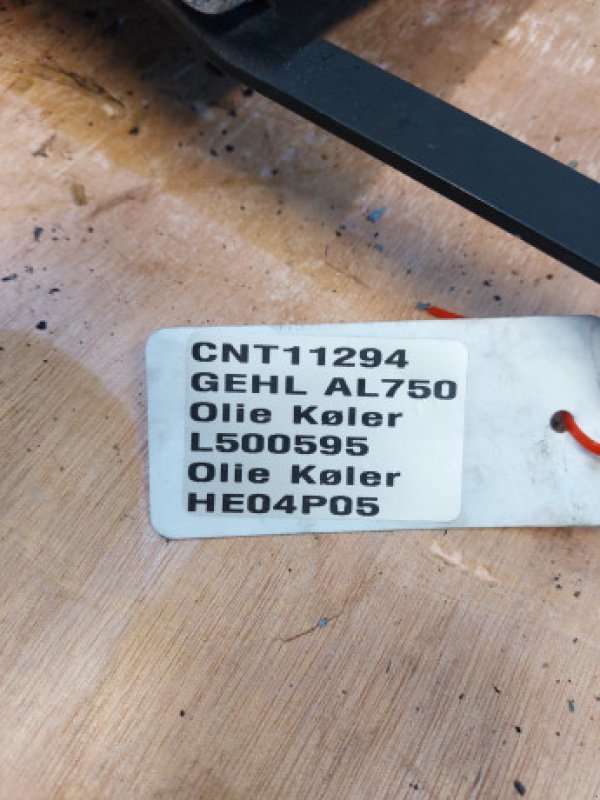 CNT11294
GEHL AL750
Olie Køler
L500595
Olie Køler
HE04P05